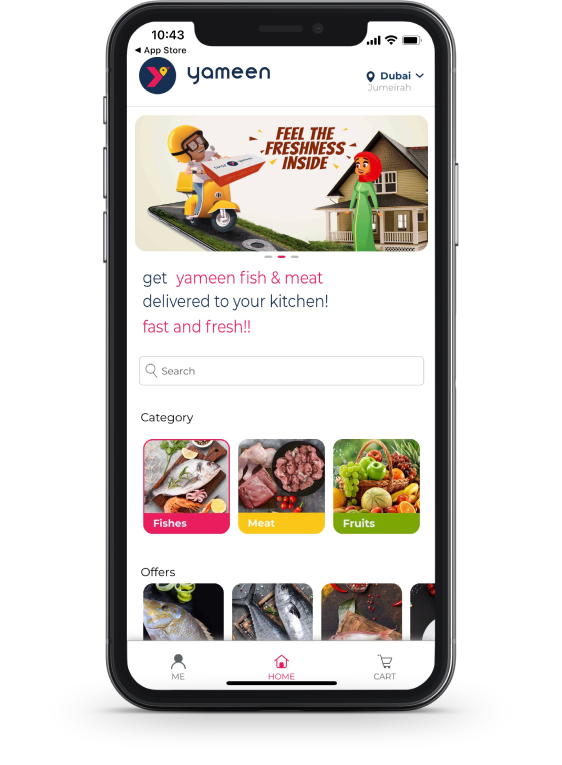 10:43
App Store
yameen
Dubai
Jumeirah
FEEL THE
FRESHNESS
INSIDE
get yameen fish & meat
delivered to your kitchen!
fast and fresh!!
Search
Category
Fishes
Meat
Fruits
Offers
ME
HOME
CART